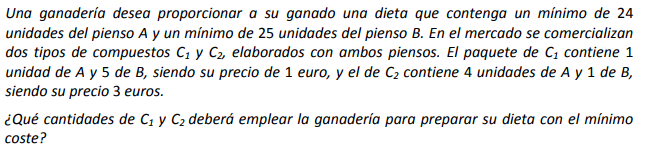 Una ganadería desea proporcionar a su ganado una dieta que contenga un mínimo de 24
unidades del pienso A y un mínimo de 25 unidades del pienso B. En el mercado se comercializan
dos tipos de compuestos C₁ y C₂, elaborados con ambos piensos. El paquete de C₁ contiene 1
unidad de A y 5 de B, siendo su precio de 1 euro, y el de C₂ contiene 4 unidades de A y 1 de B,
siendo su precio 3 euros.
¿Qué cantidades de C₁ y C₂ deberá emplear la ganadería para preparar su dieta con el mínimo
coste?